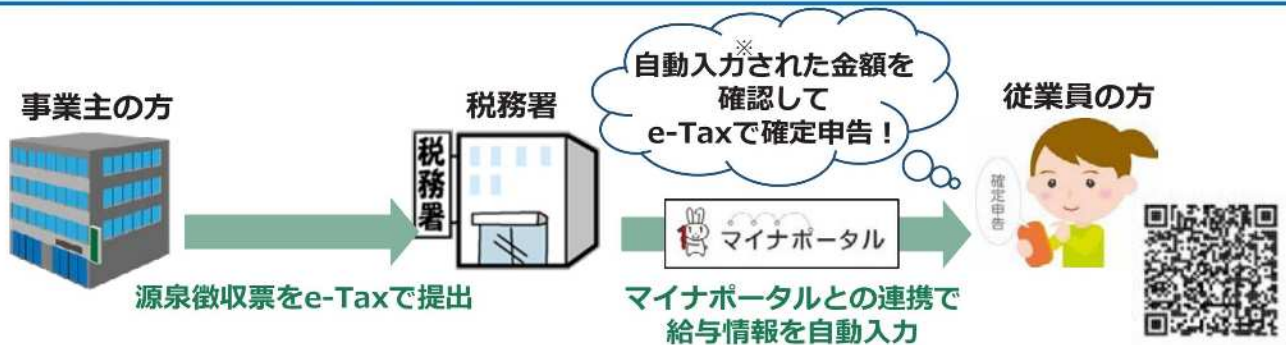 ※
自動入力された金額を
確認して
e-Taxで確定申告！
事業主の方
税務署
従業員の方
税務署
確定申告
マイナポータル
源泉徴収票をe-Taxで提出
マイナポータルとの連携で
給与情報を自動入力